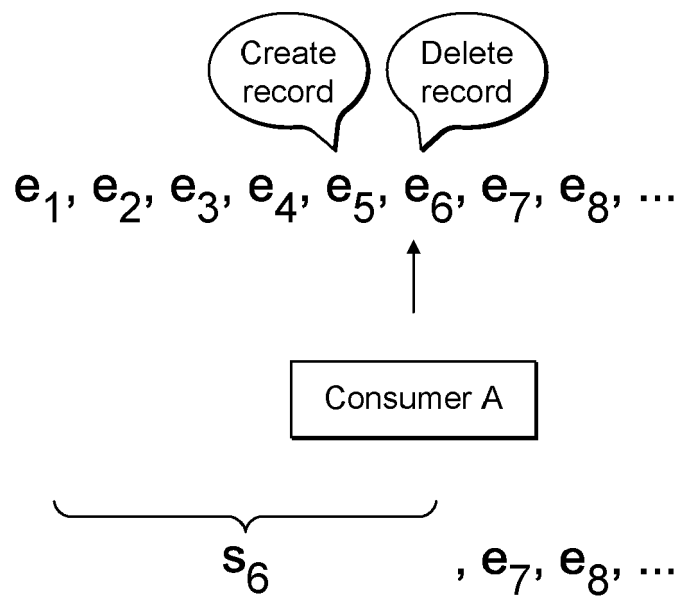 Create
record
Delete
record
e₁, e₂, e₃, e₄, e₅, e₆, e₇, e₈, ...
Consumer A
s₆ , e₇, e₈, ...